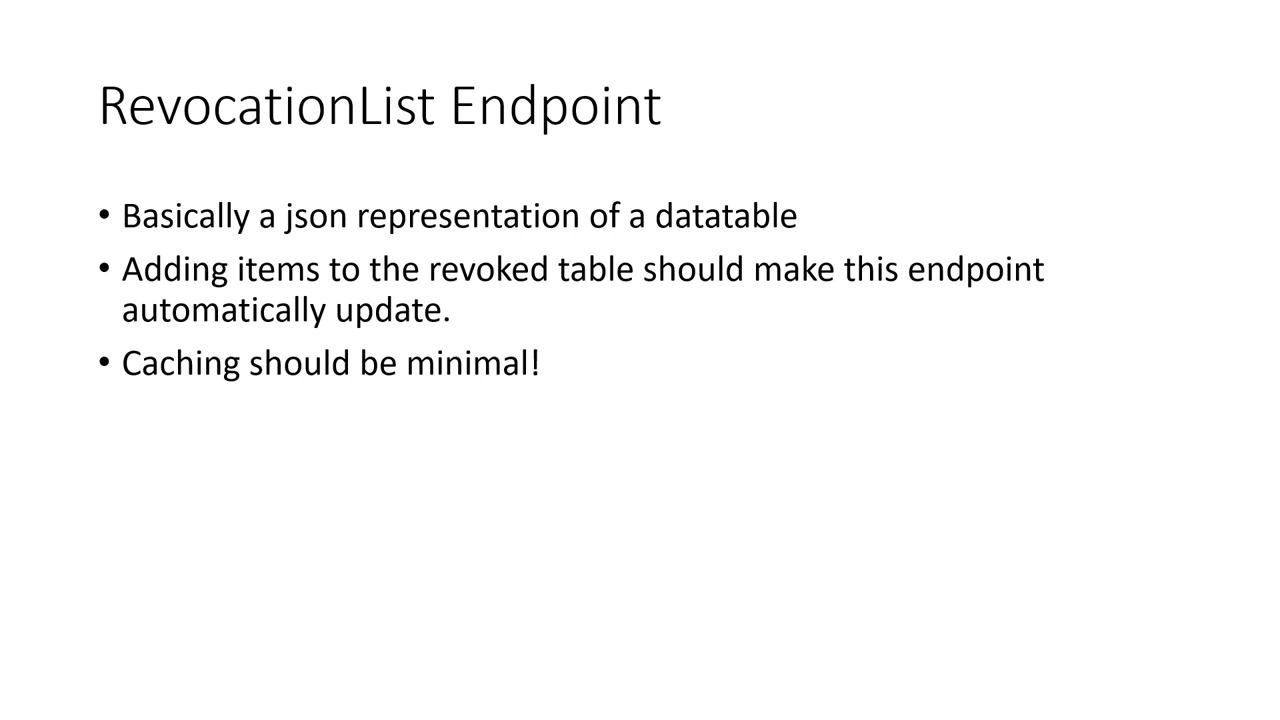 RevocationList Endpoint
• Basically a json representation of a datatable
• Adding items to the revoked table should make this endpoint
automatically update.
• Caching should be minimal!